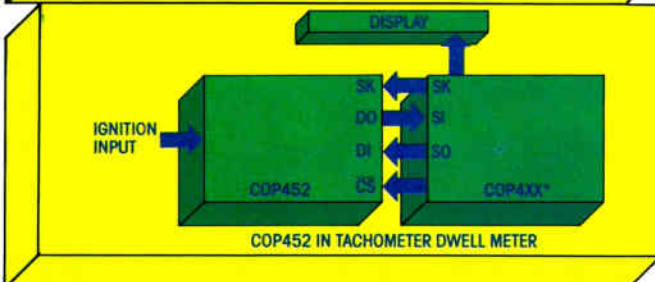 DISPLAY
SK SK
IGNITION
INPUT
DO SI
DI SO
CS
COP452 COP4XX*
COP452 IN TACHOMETER DWELL METER